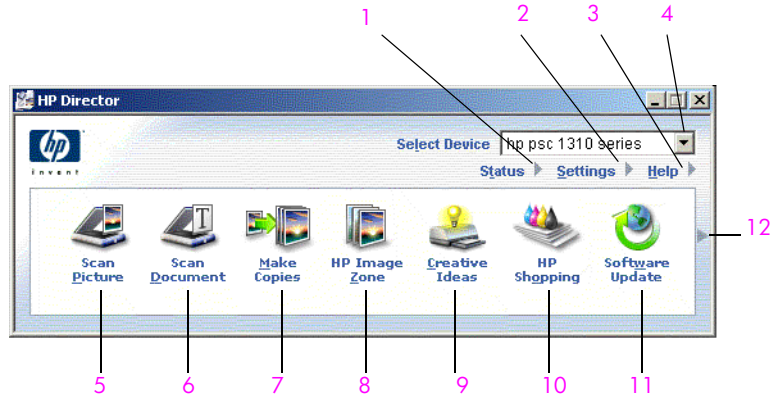 1 2 3 4
HP Director
hp
invent
Select Device hp psc 1310 series
Status Settings Help
Scan Picture
Scan Document
Make Copies
HP Image Zone
Creative Ideas
HP Shopping
Software Update
12
5 6 7 8 9 10 11